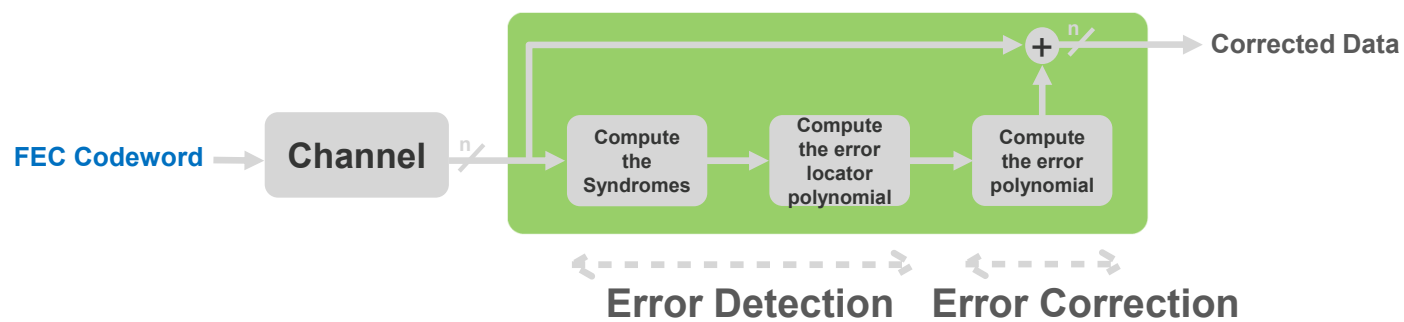 n
+
Corrected Data
FEC Codeword
Channel
n
Compute
the
Syndromes
Compute
the error
locator
polynomial
Compute
the error
polynomial
Error Detection
Error Correction